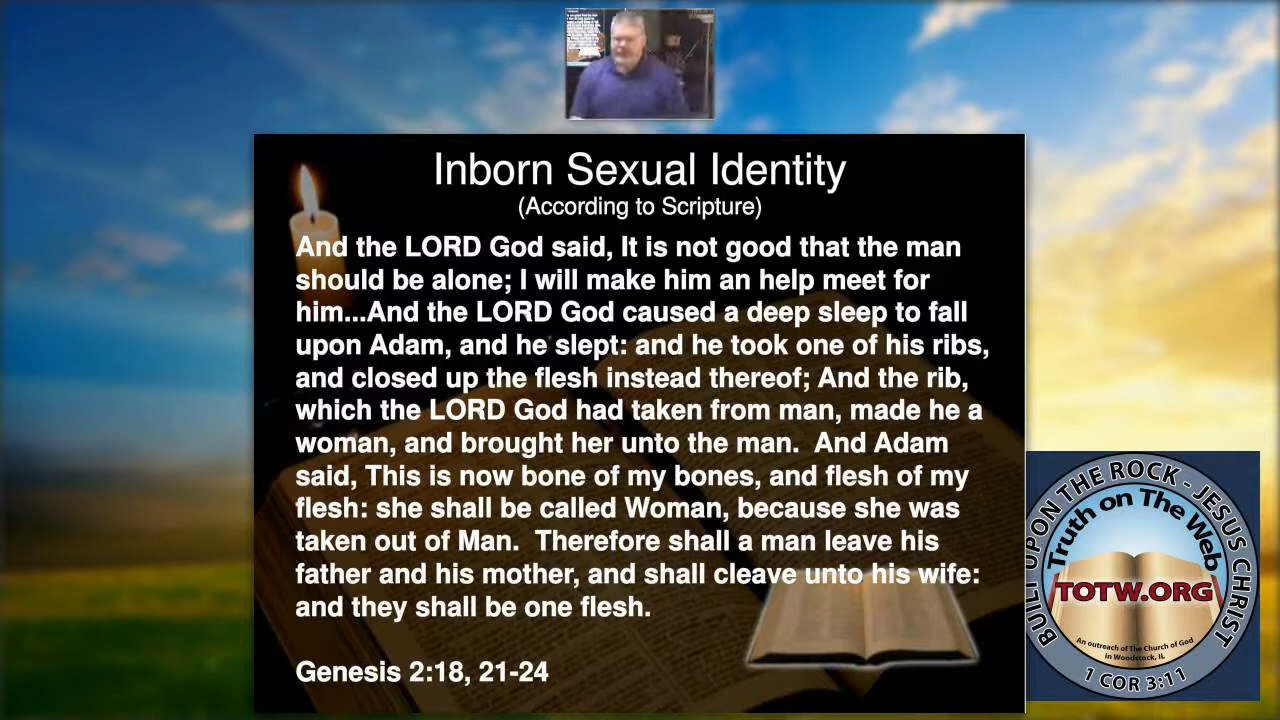 Inborn Sexual Identity
(According to Scripture)
And the LORD God said, It is not good that the man
should be alone; I will make him an help meet for
him...And the LORD God caused a deep sleep to fall
upon Adam, and he slept: and he took one of his ribs,
and closed up the flesh instead thereof; And the rib,
which the LORD God had taken from man, made he a
woman, and brought her unto the man.  And Adam
said, This is now bone of my bones, and flesh of my
flesh: she shall be called Woman, because she was
taken out of Man.  Therefore shall a man leave his
father and his mother, and shall cleave unto his wife:
and they shall be one flesh.
Genesis 2:18, 21-24
BUILT UPON THE ROCK - JESUS CHRIST
Truth on The Web
TOTW.ORG
An outreach of The Church of God
in Woodstock, IL
1 COR 3:11